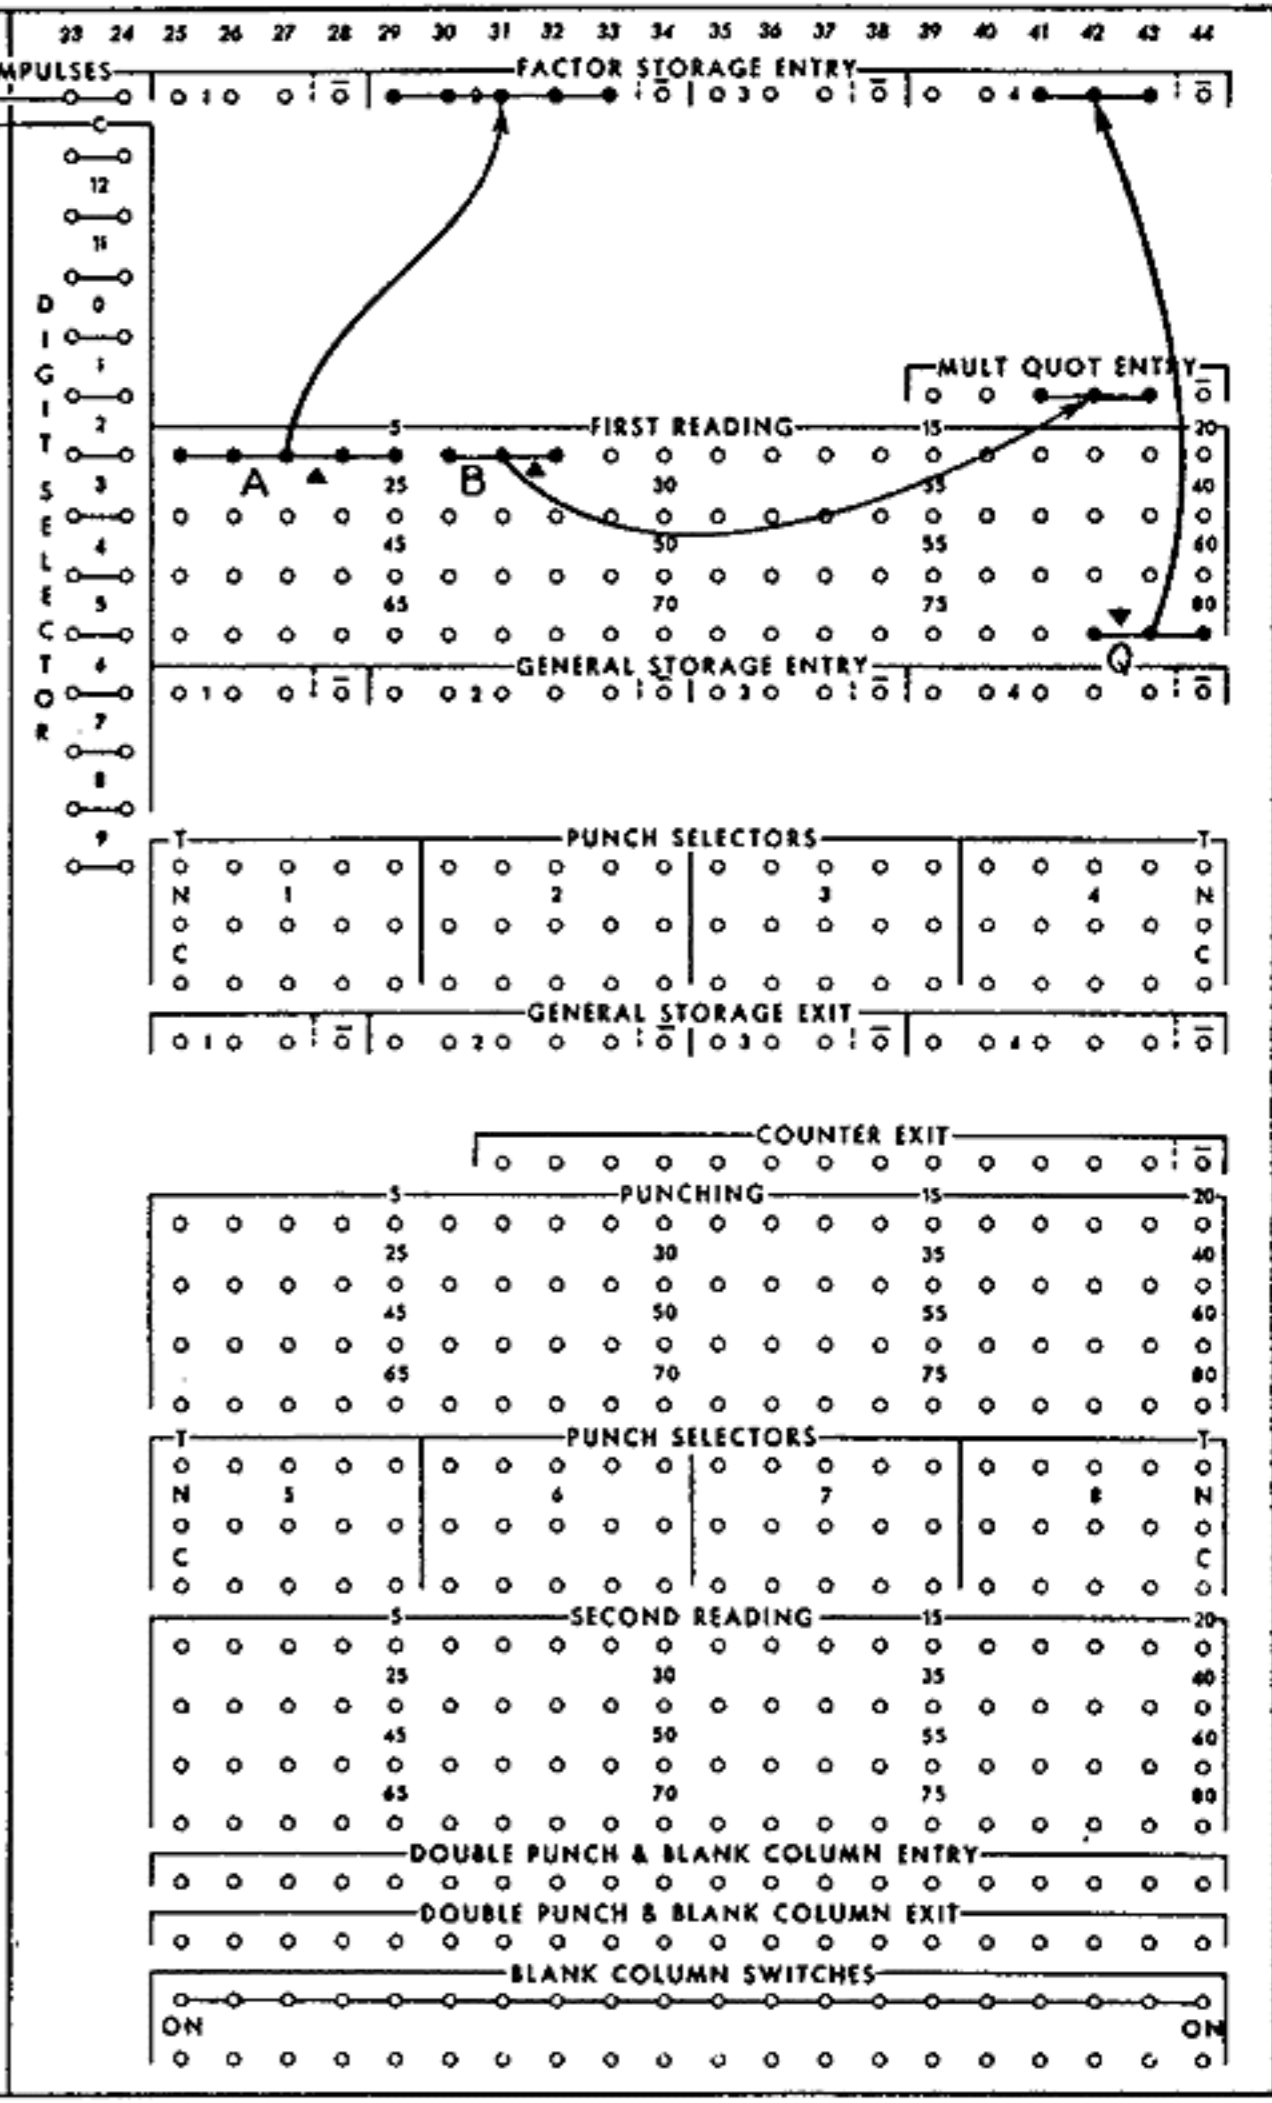 23 24 25 26 27 28 29 30 31 32 33 34 35 36 37 38 39 40 41 42 43 44
MPULSES FACTOR STORAGE ENTRY
1 2 3 4
C
12
11
0
1
MULT QUOT ENTRY
2 5 FIRST READING 15 20
3 A 25 B 30 35 40
4 45 50 55 60
5 65 70 75 80
Q
6 GENERAL STORAGE ENTRY
1 2 3 4
7
8
DIGIT SELECTOR
9 T PUNCH SELECTORS T
N 1 2 3 4 N
C C
GENERAL STORAGE EXIT
1 2 3 4
COUNTER EXIT
5 PUNCHING 15 20
25 30 35 40
45 50 55 60
65 70 75 80
T PUNCH SELECTORS T
N 5 6 7 8 N
C C
5 SECOND READING 15 20
25 30 35 40
45 50 55 60
65 70 75 80
DOUBLE PUNCH & BLANK COLUMN ENTRY
DOUBLE PUNCH & BLANK COLUMN EXIT
BLANK COLUMN SWITCHES
ON ON